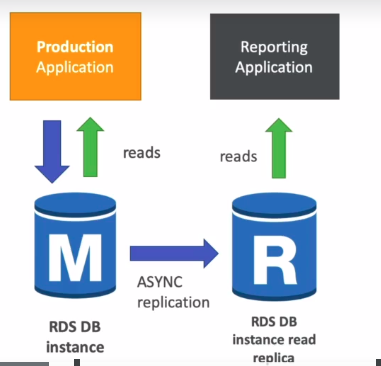 Production
Application
Reporting
Application
reads
reads
M
R
ASYNC
replication
RDS DB
instance
RDS DB
instance read
replica